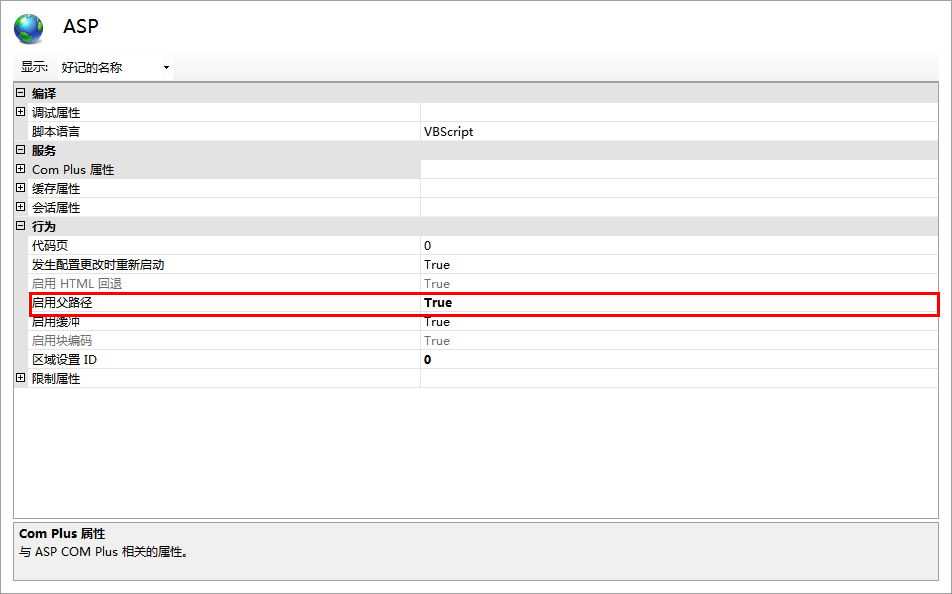 ASP
显示: 好记的名称
编译
调试属性
脚本语言 VBScript
服务
Com Plus 属性
缓存属性
会话属性
行为
代码页 0
发生配置更改时重新启动 True
启用 HTML 回退 True
启用父路径 True
启用缓冲 True
启用块编码 True
区域设置 ID 0
限制属性
Com Plus 属性
与 ASP COM Plus 相关的属性。